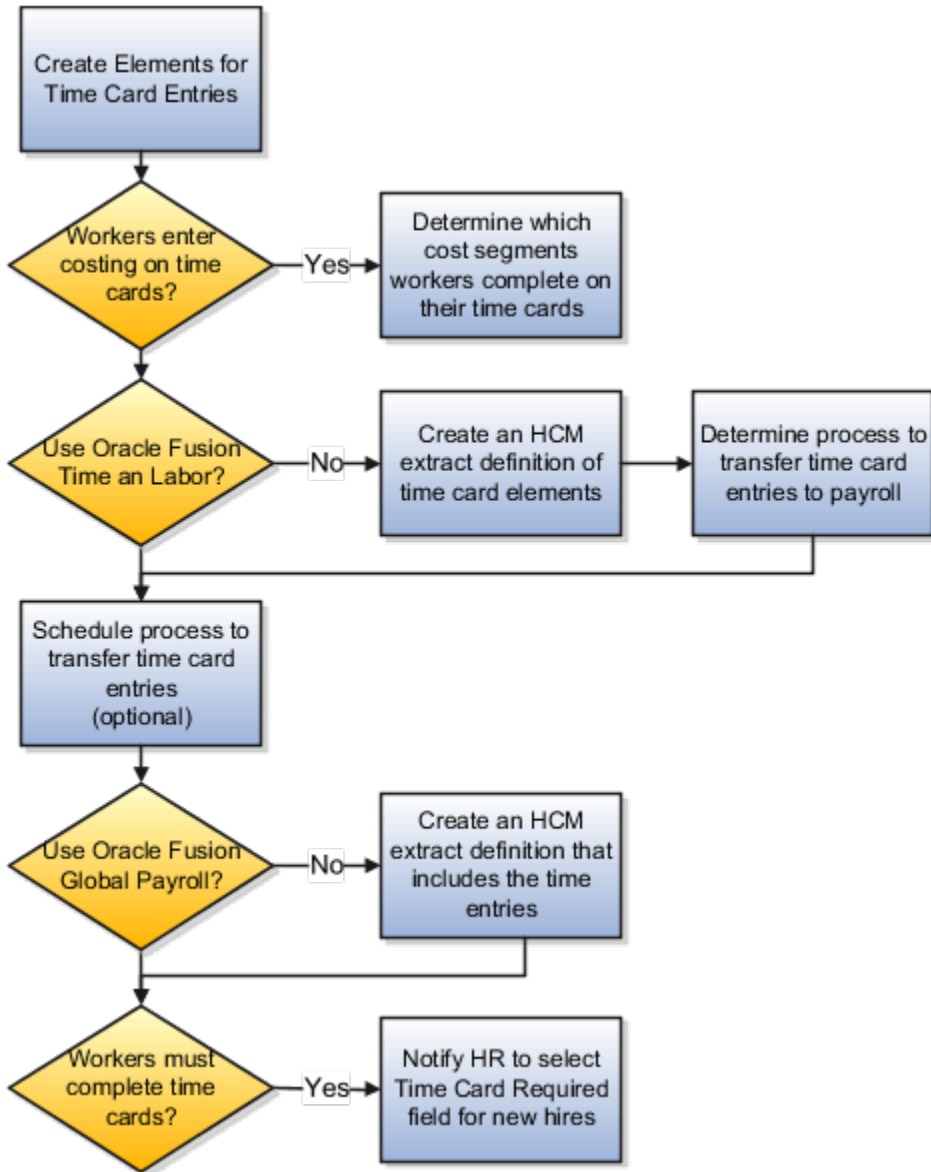 Create Elements for
Time Card Entries
Workers enter
costing on time
cards?
Yes
Determine which
cost segments
workers complete on
their time cards
Use Oracle Fusion
Time an Labor?
No
Create an HCM
extract definition of
time card elements
Determine process to
transfer time card
entries to payroll
Schedule process to
transfer time card
entries
(optional)
Use Oracle Fusion
Global Payroll?
No
Create an HCM
extract definition that
includes the time
entries
Workers must
complete time
cards?
Yes
Notify HR to select
Time Card Required
field for new hires